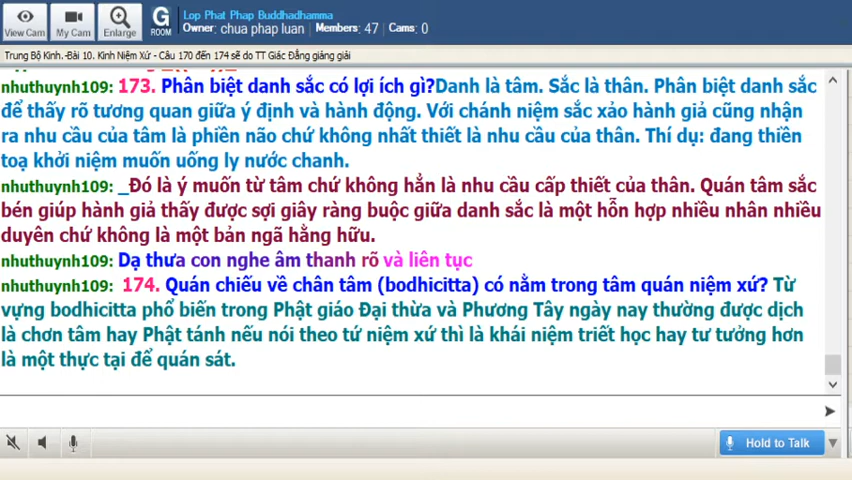 View Cam
My Cam
Enlarge
G
ROOM
Lop Phat Phap Buddhadhamma
Owner: chua phap luan Members: 47 Cams: 0
Trung Bộ Kinh.-Bài 10. Kinh Niệm Xứ - Câu 170 đến 174 sẽ do TT Giác Đẳng giảng giải
nhuthuynh109: 173. Phân biệt danh sắc có lợi ích gì?Danh là tâm. Sắc là thân. Phân biệt danh sắc
để thấy rõ tương quan giữa ý định và hành động. Với chánh niệm sắc xảo hành giả cũng nhận
ra nhu cầu của tâm là phiền não chứ không nhất thiết là nhu cầu của thân. Thí dụ: đang thiền
toạ khởi niệm muốn uống ly nước chanh.
nhuthuynh109: _Đó là ý muốn từ tâm chứ không hẳn là nhu cầu cấp thiết của thân. Quán tâm sắc
bén giúp hành giả thấy được sợi giây ràng buộc giữa danh sắc là một hỗn hợp nhiều nhân nhiều
duyên chứ không là một bản ngã hằng hữu.
nhuthuynh109: Dạ thưa con nghe âm thanh rõ và liên tục
nhuthuynh109: 174. Quán chiếu về chân tâm (bodhicitta) có nằm trong tâm quán niệm xứ? Từ
vựng bodhicitta phổ biến trong Phật giáo Đại thừa và Phương Tây ngày nay thường được dịch
là chơn tâm hay Phật tánh nếu nói theo tứ niệm xứ thì là khái niệm triết học hay tư tưởng hơn
là một thực tại để quán sát.
Hold to Talk